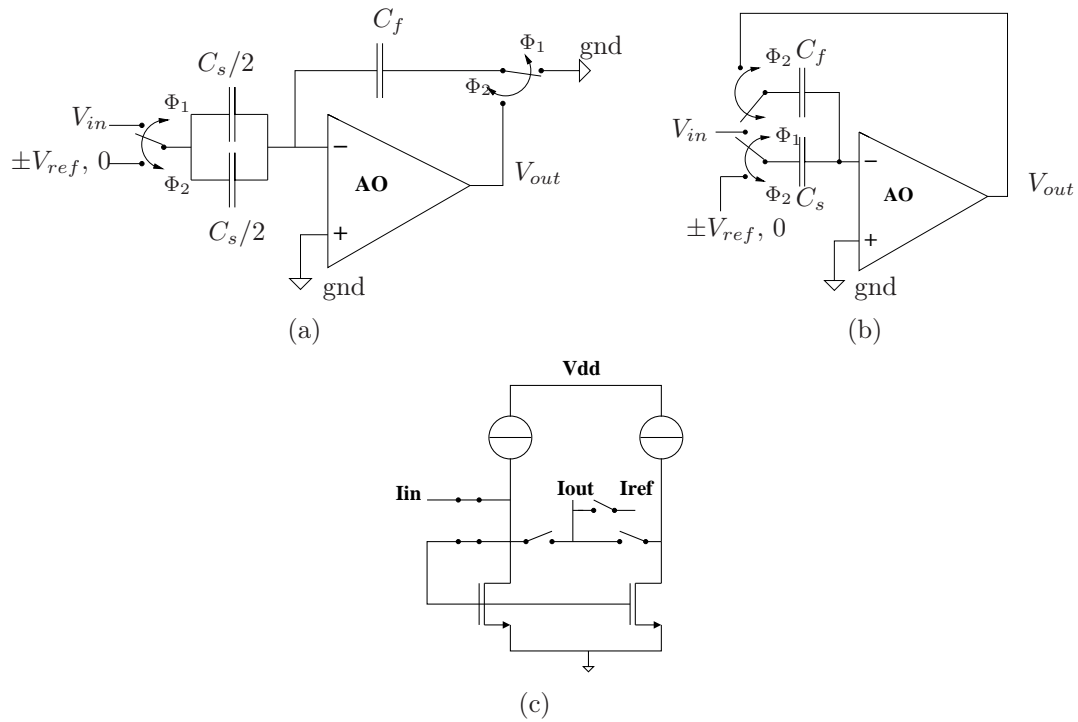 C_f
Φ_1
gnd
C_s/2
Φ_2
Φ_1
V_in
±V_ref, 0
Φ_2
C_s/2
−
AO
+
V_out
gnd
(a)
Φ_2
C_f
V_in
Φ_1
Φ_2
C_s
±V_ref, 0
−
AO
+
V_out
gnd
(b)
Vdd
Iin
Iout
Iref
(c)